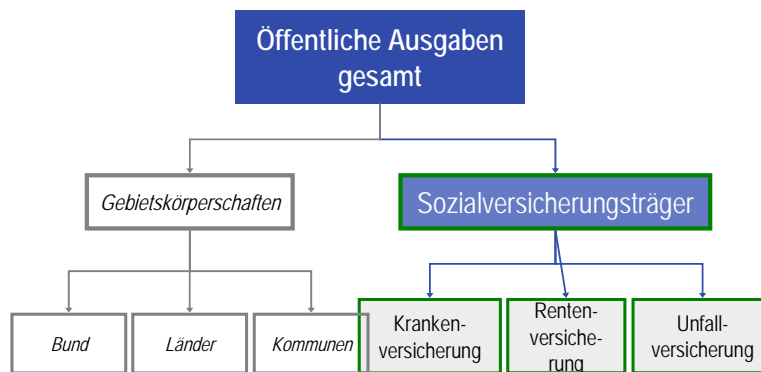 Öffentliche Ausgaben
gesamt
Gebietskörperschaften
Sozialversicherungsträger
Bund
Länder
Kommunen
Kranken-
versicherung
Renten-
versiche-
rung
Unfall-
versicherung